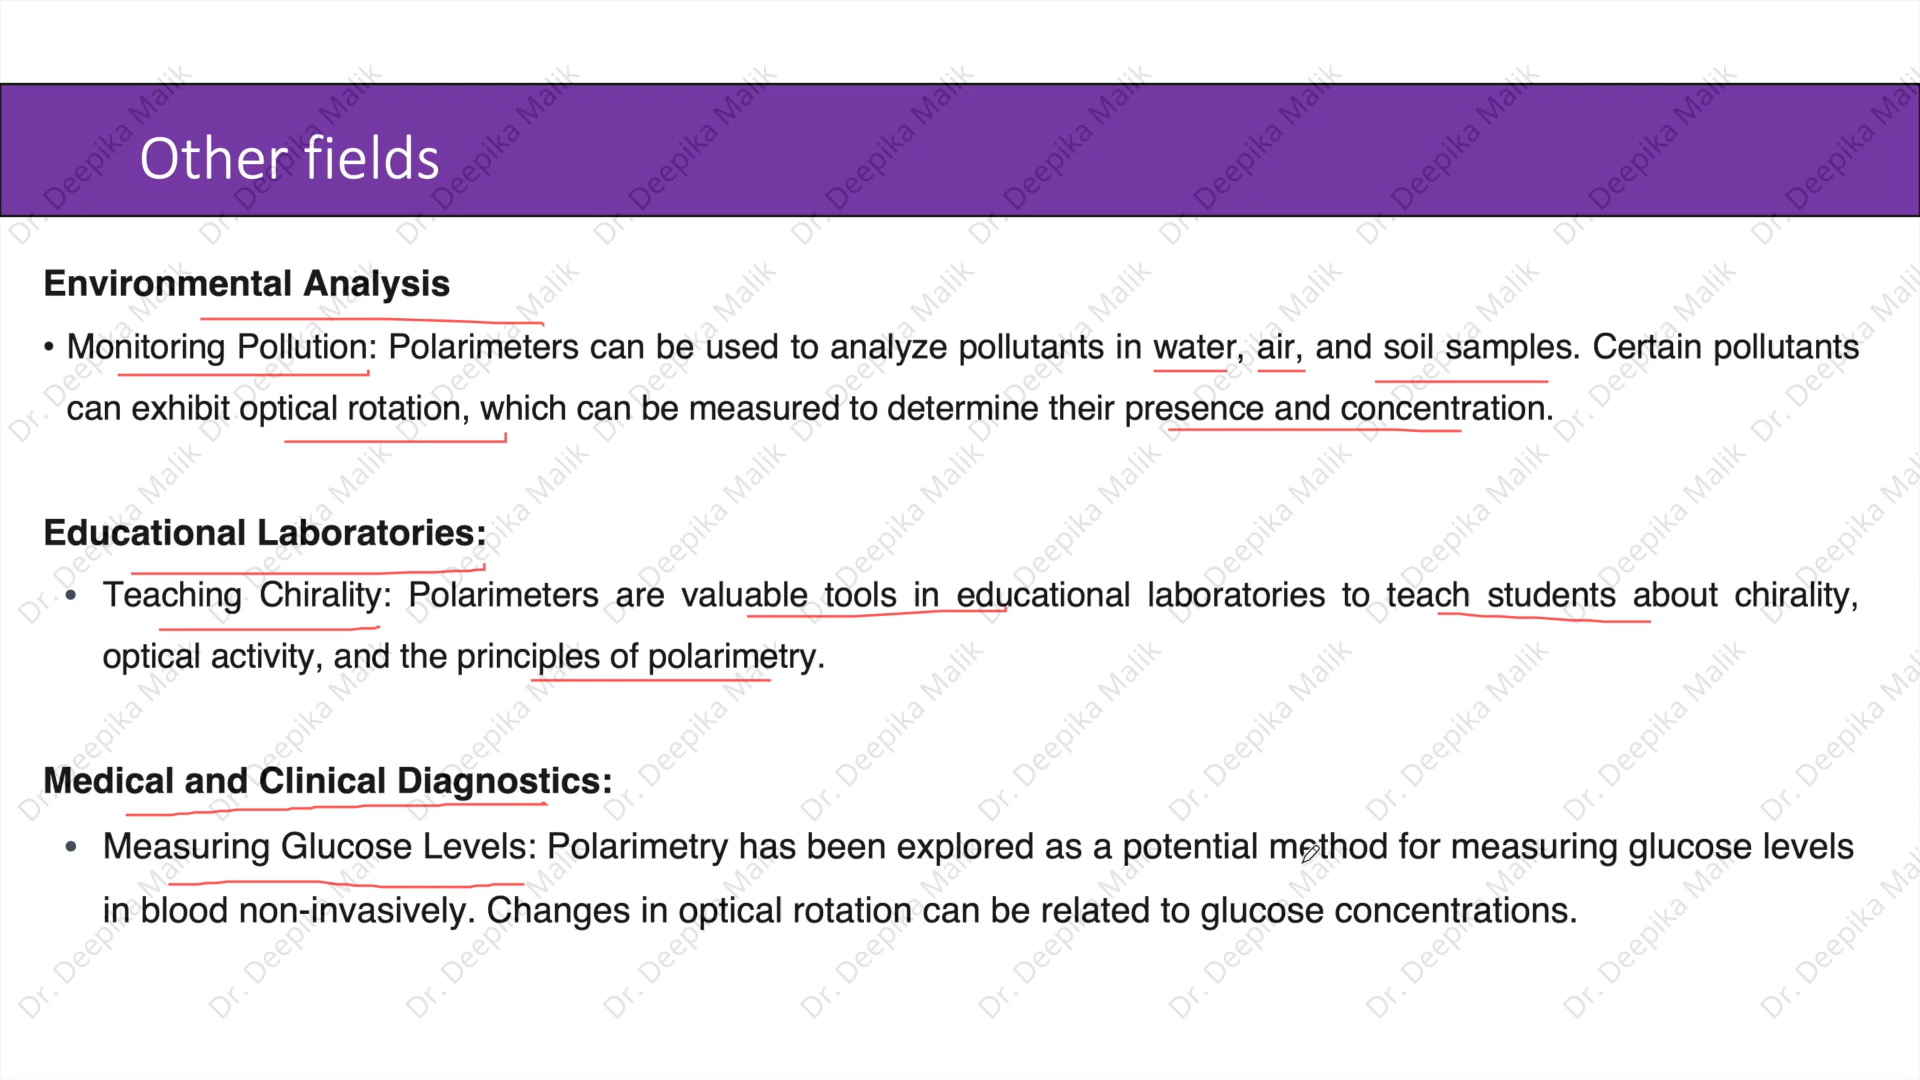 Other fields
Environmental Analysis
• Monitoring Pollution: Polarimeters can be used to analyze pollutants in water, air, and soil samples. Certain pollutants
can exhibit optical rotation, which can be measured to determine their presence and concentration.
Educational Laboratories:
• Teaching Chirality: Polarimeters are valuable tools in educational laboratories to teach students about chirality,
optical activity, and the principles of polarimetry.
Medical and Clinical Diagnostics:
• Measuring Glucose Levels: Polarimetry has been explored as a potential method for measuring glucose levels
in blood non-invasively. Changes in optical rotation can be related to glucose concentrations.
Dr. Deepika Malik